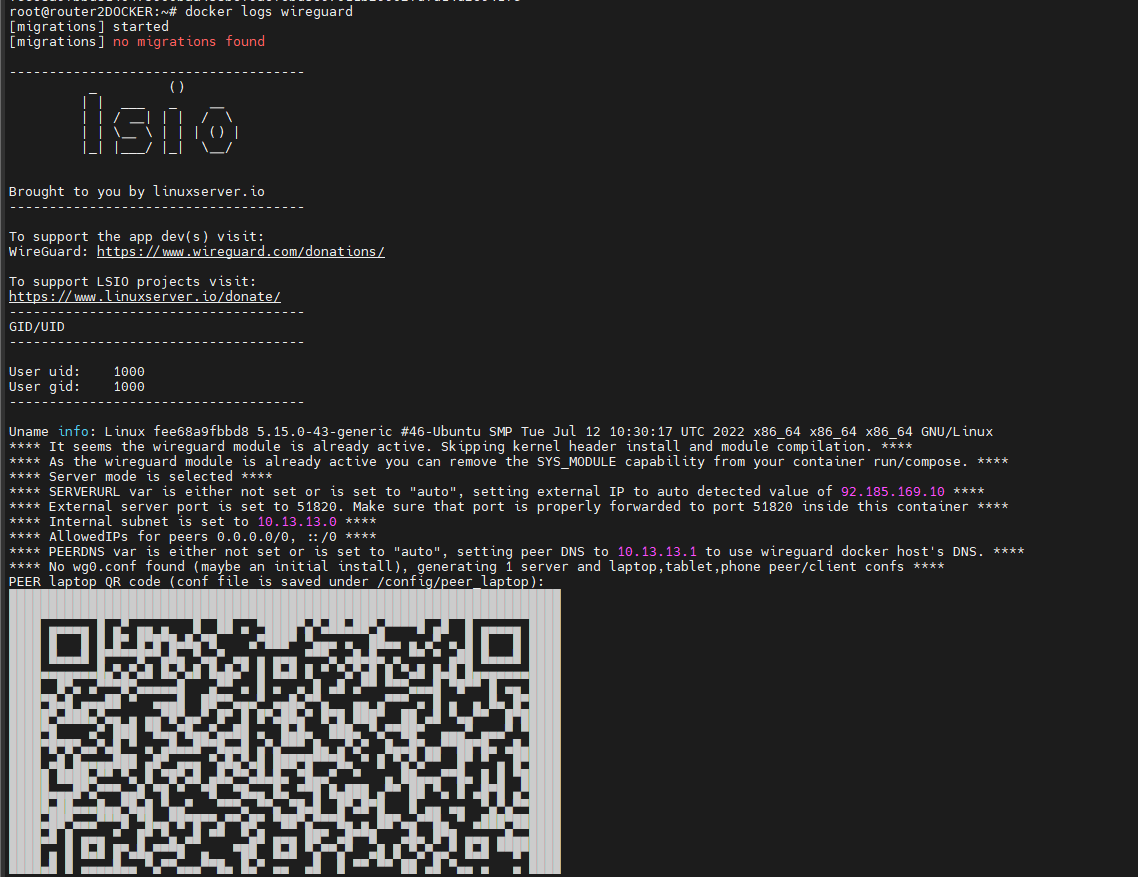 root@router2DOCKER:~# docker logs wireguard
[migrations] started
[migrations] no migrations found
-------------------------------------
lsio
Brought to you by linuxserver.io
-------------------------------------
To support the app dev(s) visit:
WireGuard: https://www.wireguard.com/donations/
To support LSIO projects visit:
https://www.linuxserver.io/donate/
-------------------------------------
GID/UID
-------------------------------------
User uid:    1000
User gid:    1000
-------------------------------------
Uname info: Linux fee68a9fbbd8 5.15.0-43-generic #46-Ubuntu SMP Tue Jul 12 10:30:17 UTC 2022 x86_64 x86_64 x86_64 GNU/Linux
**** It seems the wireguard module is already active. Skipping kernel header install and module compilation. ****
**** As the wireguard module is already active you can remove the SYS_MODULE capability from your container run/compose. ****
**** Server mode is selected ****
**** SERVERURL var is either not set or is set to "auto", setting external IP to auto detected value of 92.185.169.10 ****
**** External server port is set to 51820. Make sure that port is properly forwarded to port 51820 inside this container ****
**** Internal subnet is set to 10.13.13.0 ****
**** AllowedIPs for peers 0.0.0.0/0, ::/0 ****
**** PEERDNS var is either not set or is set to "auto", setting peer DNS to 10.13.13.1 to use wireguard docker host's DNS. ****
**** No wg0.conf found (maybe an initial install), generating 1 server and laptop,tablet,phone peer/client confs ****
PEER laptop QR code (conf file is saved under /config/peer_laptop):